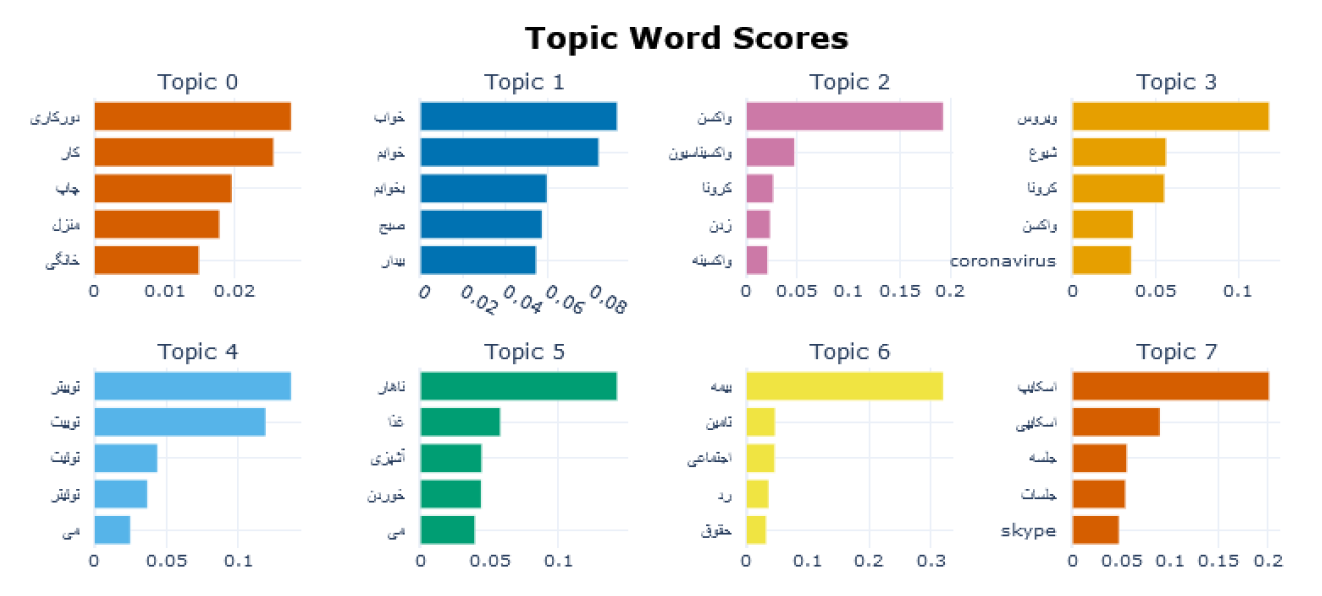 Topic Word Scores
Topic 0
دورکاری
کار
چاپ
منزل
خانگی
0 0.01 0.02
Topic 1
خواب
خوابم
بخوابم
صبح
بیدار
0 0.02 0.04 0.06 0.08
Topic 2
واکسن
واکسیناسیون
کرونا
زدن
واکسینه
0 0.05 0.1 0.15 0.2
Topic 3
ویروس
شیوع
کرونا
واکسن
coronavirus
0 0.05 0.1
Topic 4
توییتر
توییت
توئیت
توئیتر
می
0 0.05 0.1
Topic 5
ناهار
غذا
آشپزی
خوردن
می
0 0.05 0.1
Topic 6
بیمه
تامین
اجتماعی
رد
حقوق
0 0.1 0.2 0.3
Topic 7
اسکایپ
اسکایپی
جلسه
جلسات
skype
0 0.05 0.1 0.15 0.2